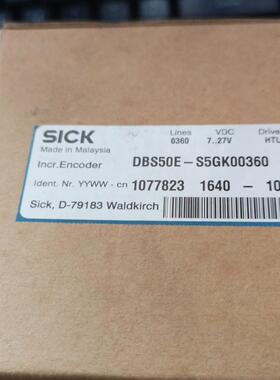 SICK
Made in Malaysia
Lines VDC Drive
0360 7..27V HTL
Incr.Encoder DBS50E-S5GK00360
Ident. Nr. YYWW - cn 1077823 1640 - 10
Sick, D-79183 Waldkirch